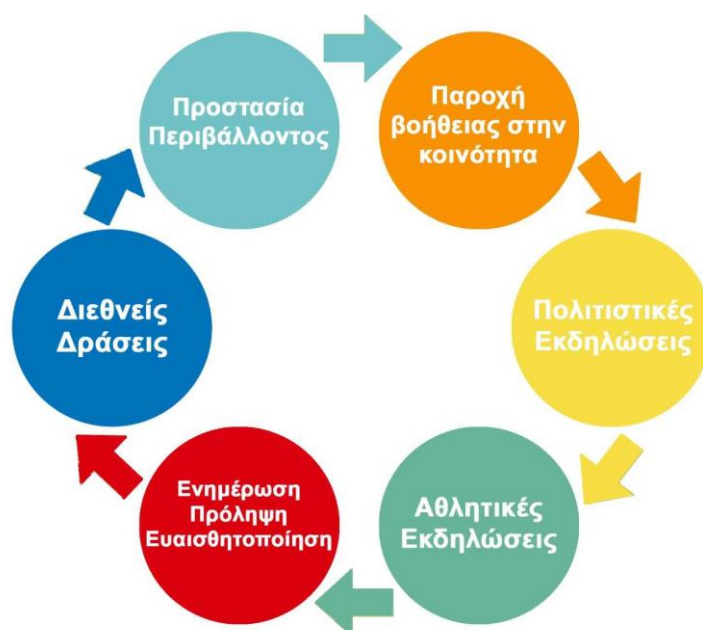 Προστασία
Περιβάλλοντος
Παροχή
βοήθειας στην
κοινότητα
Πολιτιστικές
Εκδηλώσεις
Αθλητικές
Εκδηλώσεις
Ενημέρωση
Πρόληψη
Ευαισθητοποίηση
Διεθνείς
Δράσεις